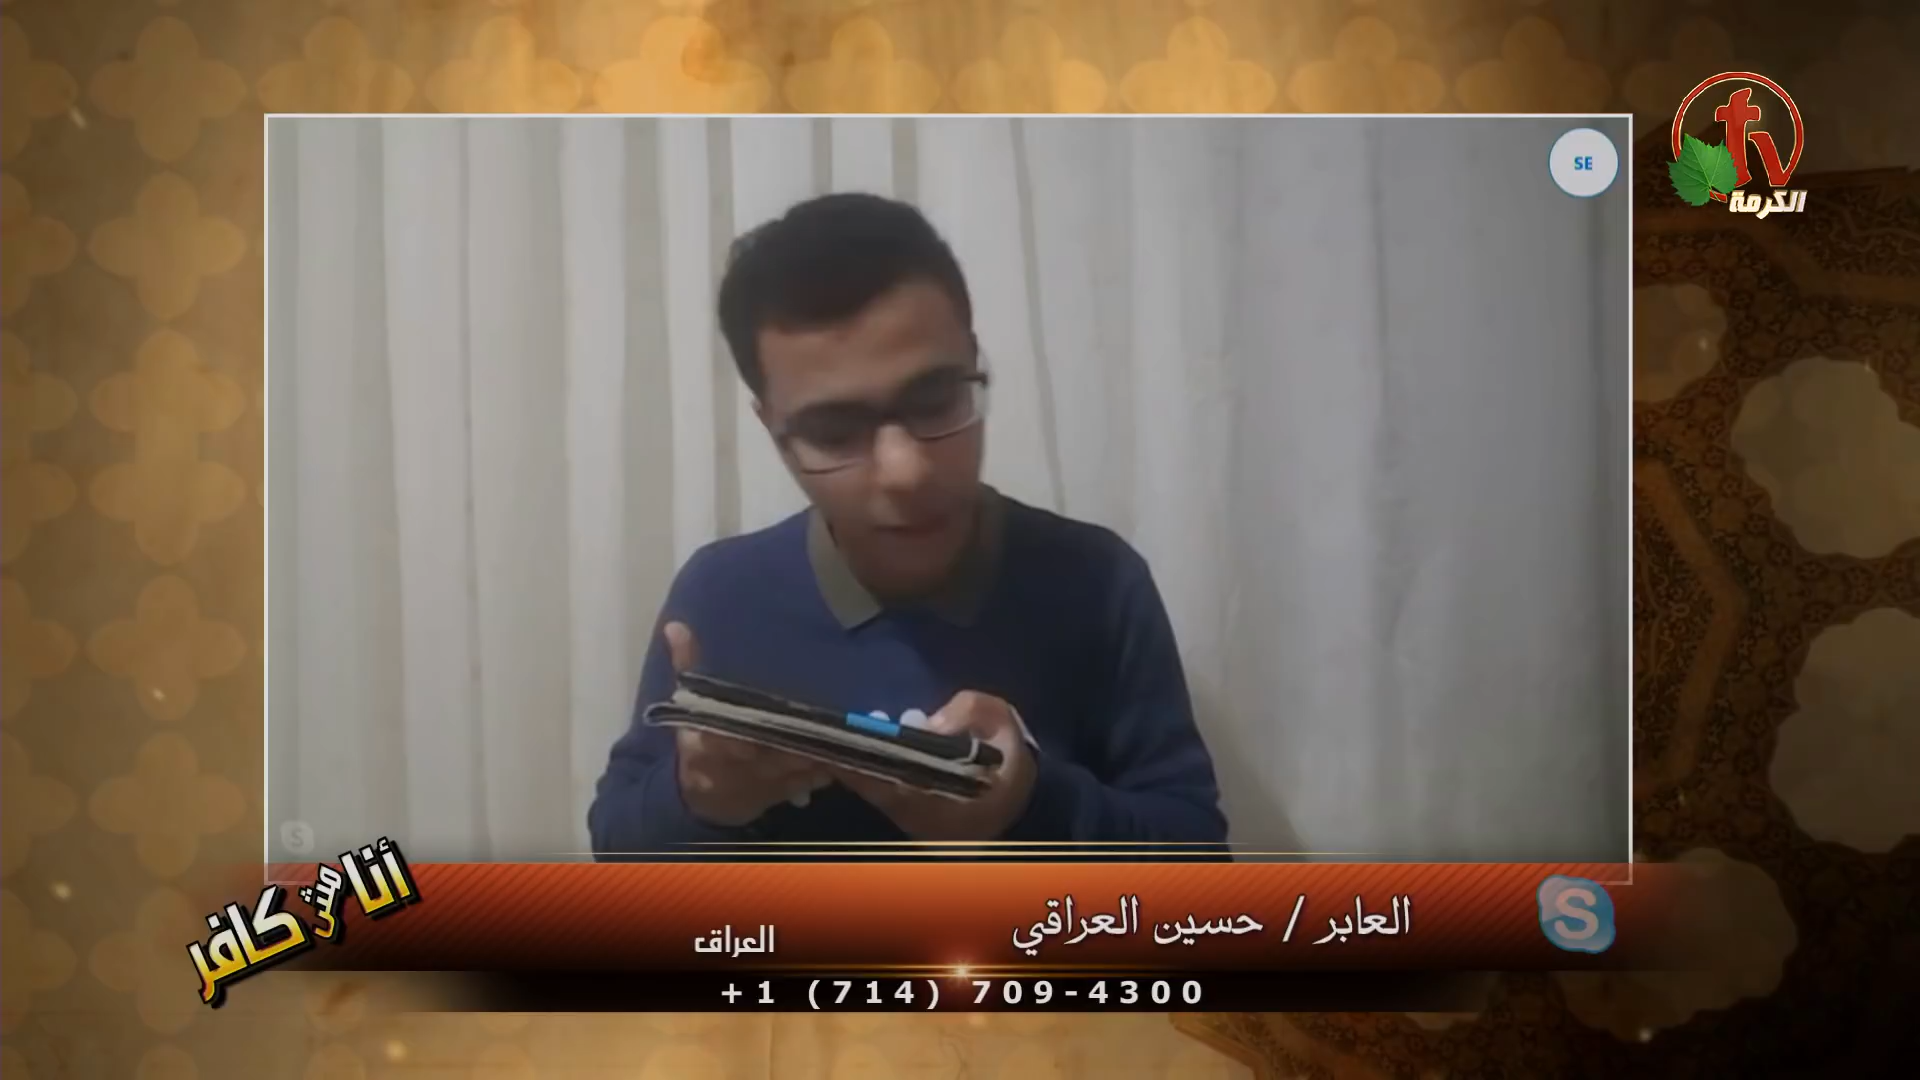 SE
tv
الكرمة
أنا مش كافر
العابر / حسين العراقي
العراق
+1 (714) 709-4300
S
S